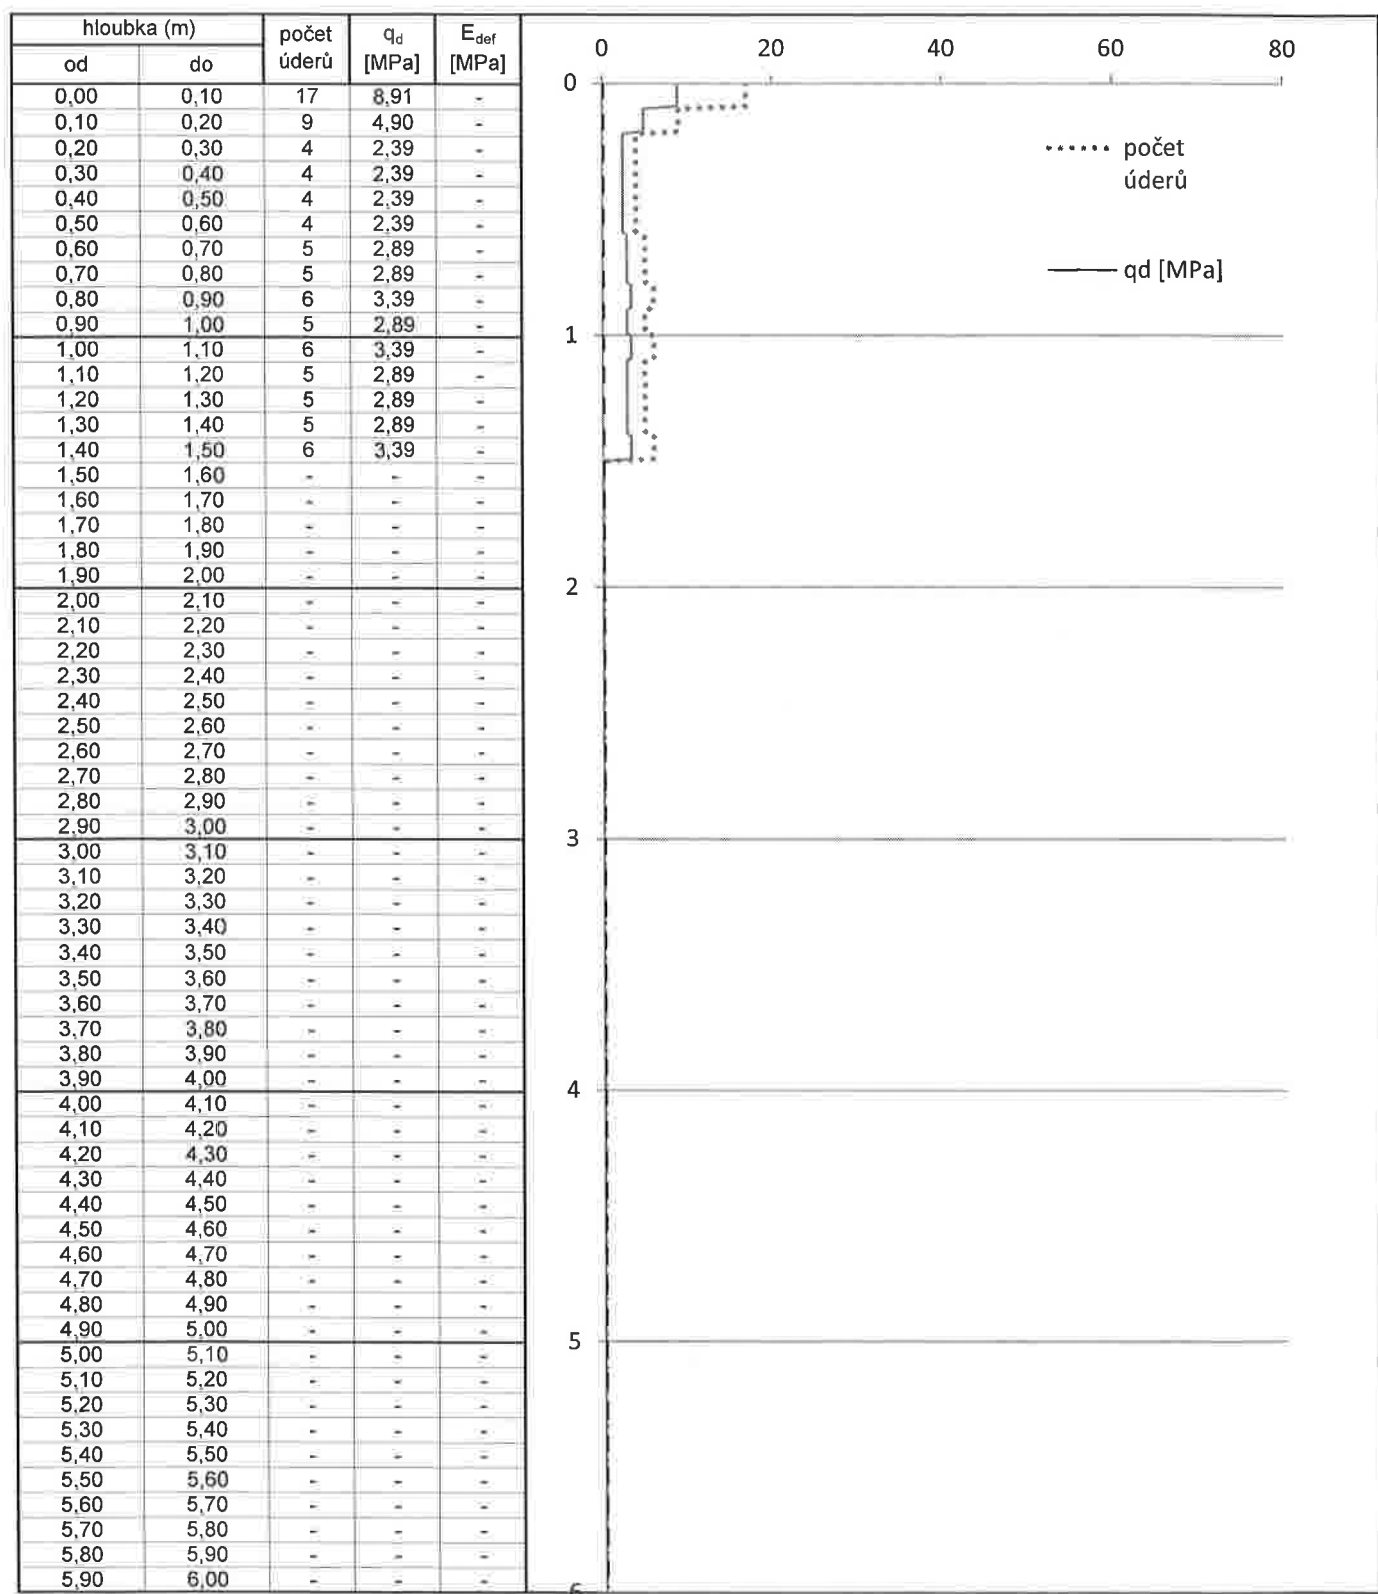 hloubka (m) počet úderů qd [MPa] Edef [MPa]
od do
0,00 0,10 17 8,91 -
0,10 0,20 9 4,90 -
0,20 0,30 4 2,39 -
0,30 0,40 4 2,39 -
0,40 0,50 4 2,39 -
0,50 0,60 4 2,39 -
0,60 0,70 5 2,89 -
0,70 0,80 5 2,89 -
0,80 0,90 6 3,39 -
0,90 1,00 5 2,89 -
1,00 1,10 6 3,39 -
1,10 1,20 5 2,89 -
1,20 1,30 5 2,89 -
1,30 1,40 5 2,89 -
1,40 1,50 6 3,39 -
1,50 1,60 - - -
1,60 1,70 - - -
1,70 1,80 - - -
1,80 1,90 - - -
1,90 2,00 - - -
2,00 2,10 - - -
2,10 2,20 - - -
2,20 2,30 - - -
2,30 2,40 - - -
2,40 2,50 - - -
2,50 2,60 - - -
2,60 2,70 - - -
2,70 2,80 - - -
2,80 2,90 - - -
2,90 3,00 - - -
3,00 3,10 - - -
3,10 3,20 - - -
3,20 3,30 - - -
3,30 3,40 - - -
3,40 3,50 - - -
3,50 3,60 - - -
3,60 3,70 - - -
3,70 3,80 - - -
3,80 3,90 - - -
3,90 4,00 - - -
4,00 4,10 - - -
4,10 4,20 - - -
4,20 4,30 - - -
4,30 4,40 - - -
4,40 4,50 - - -
4,50 4,60 - - -
4,60 4,70 - - -
4,70 4,80 - - -
4,80 4,90 - - -
4,90 5,00 - - -
5,00 5,10 - - -
5,10 5,20 - - -
5,20 5,30 - - -
5,30 5,40 - - -
5,40 5,50 - - -
5,50 5,60 - - -
5,60 5,70 - - -
5,70 5,80 - - -
5,80 5,90 - - -
5,90 6,00 - - -
0 20 40 60 80
0
1
2
3
4
5
6
počet
úderů
qd [MPa]